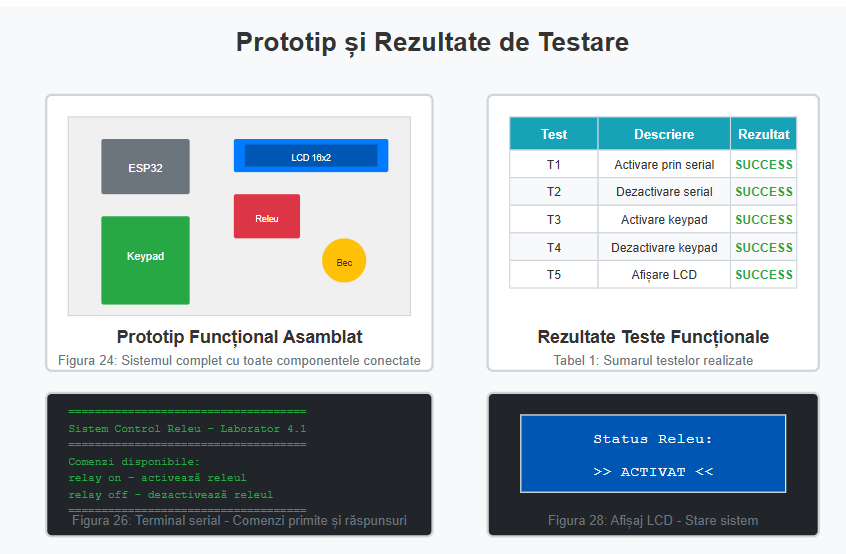 Prototip și Rezultate de Testare
ESP32
LCD 16x2
Releu
Keypad
Bec
Prototip Funcțional Asamblat
Figura 24: Sistemul complet cu toate componentele conectate
Test Descriere Rezultat
T1 Activare prin serial SUCCESS
T2 Dezactivare serial SUCCESS
T3 Activare keypad SUCCESS
T4 Dezactivare keypad SUCCESS
T5 Afișare LCD SUCCESS
Rezultate Teste Funcționale
Tabel 1: Sumarul testelor realizate
====================================
Sistem Control Releu - Laborator 4.1
====================================
Comenzi disponibile:
relay on - activează releul
relay off - dezactivează releul
====================================
Figura 26: Terminal serial - Comenzi primite și răspunsuri
Status Releu:
>> ACTIVAT <<
Figura 28: Afișaj LCD - Stare sistem